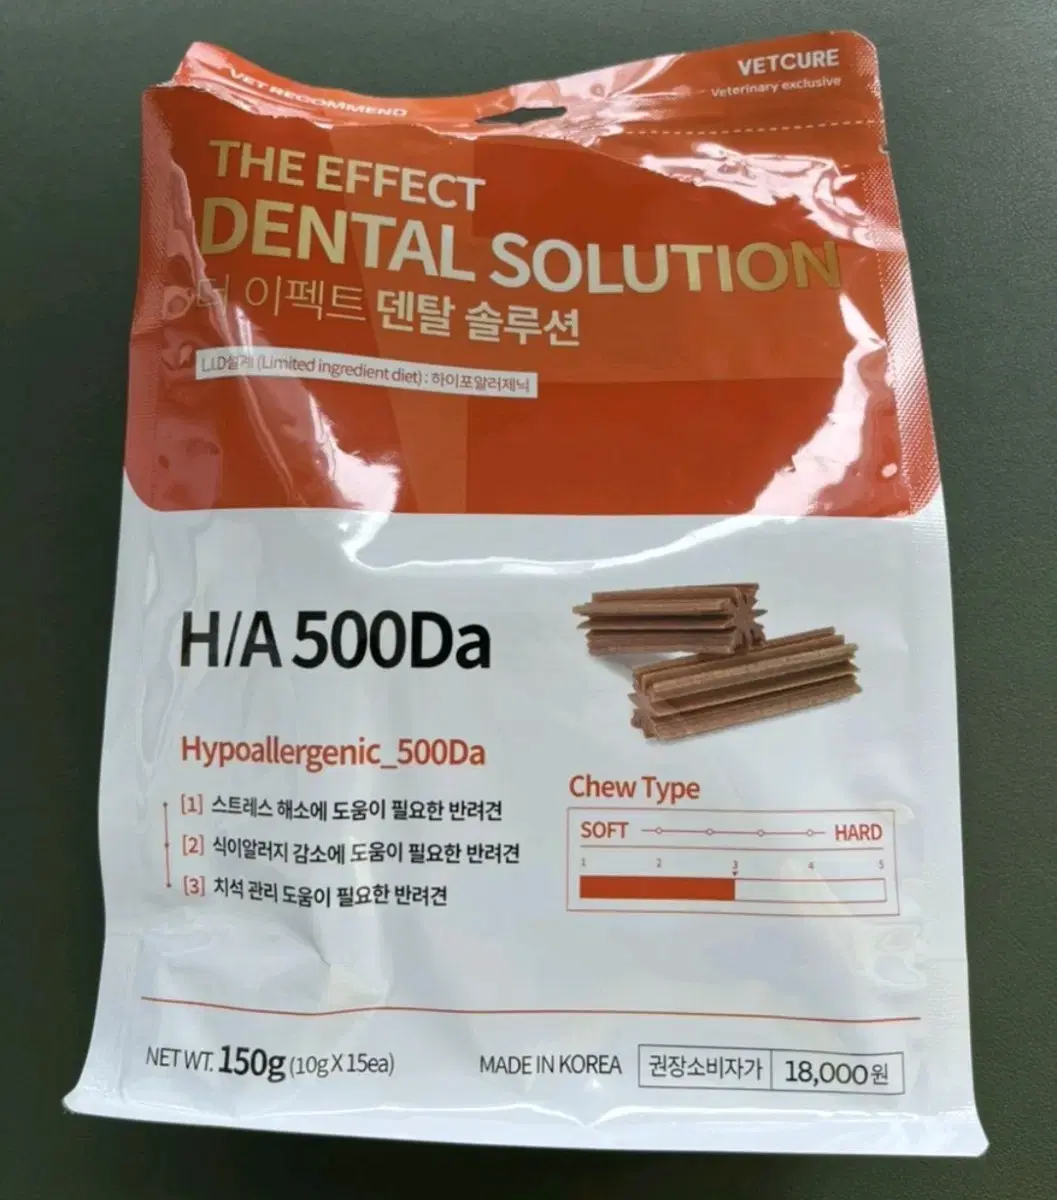 VET RECOMMEND
VETCURE
Veterinary exclusive
THE EFFECT
DENTAL SOLUTION
더 이펙트 덴탈 솔루션
L.I.D설계 (Limited ingredient diet) : 하이포알러제닉
H/A 500Da
Hypoallergenic_500Da
[1] 스트레스 해소에 도움이 필요한 반려견
[2] 식이알러지 감소에 도움이 필요한 반려견
[3] 치석 관리 도움이 필요한 반려견
Chew Type
SOFT HARD
1 2 3 4 5
NET WT. 150g (10g X 15ea)
MADE IN KOREA
권장소비자가 18,000원